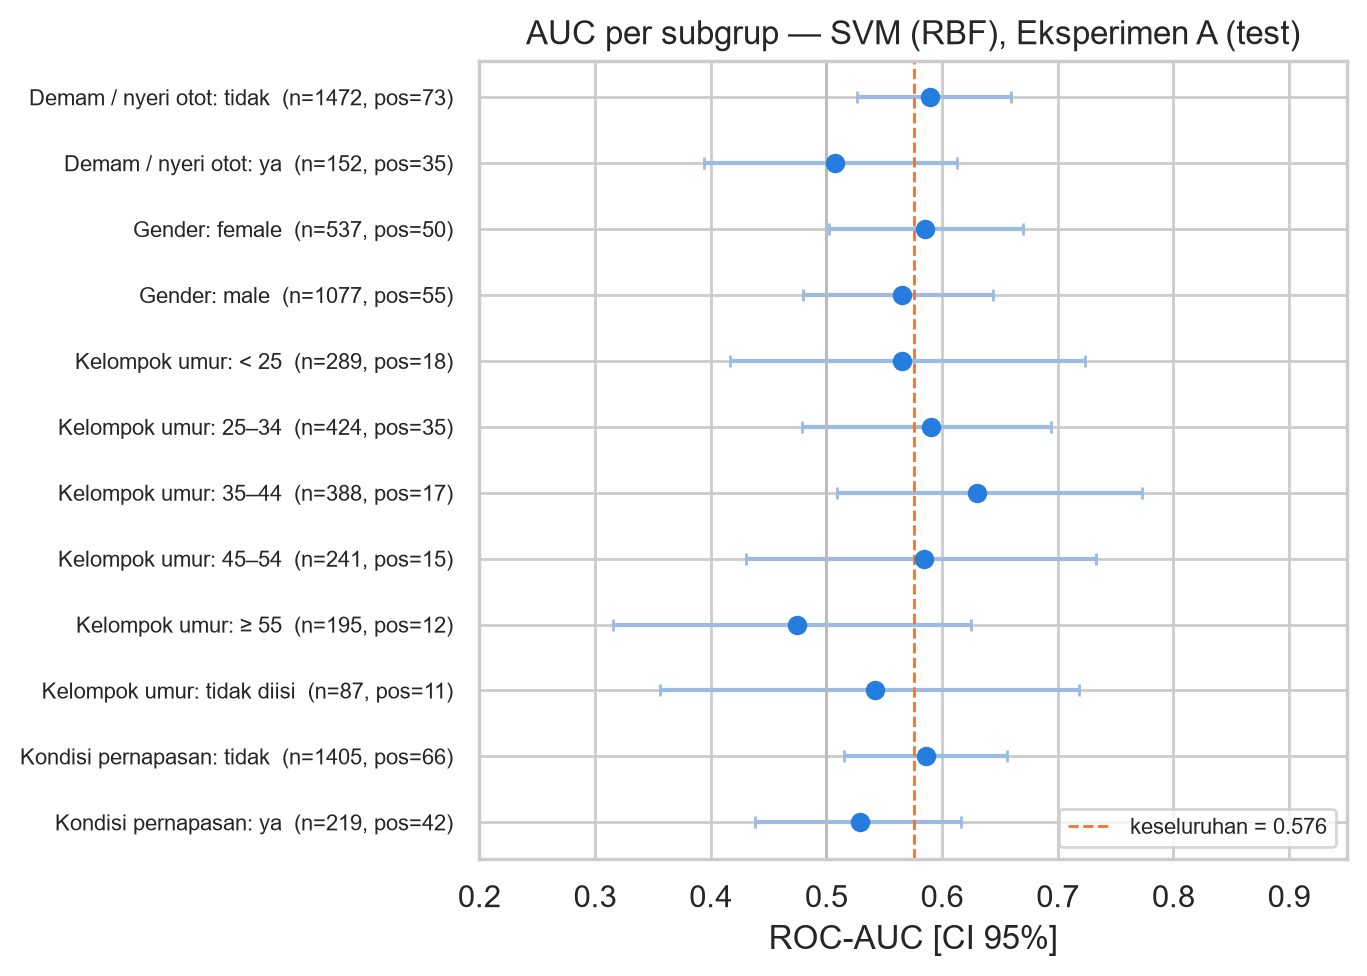 AUC per subgrup — SVM (RBF), Eksperimen A (test)
Demam / nyeri otot: tidak (n=1472, pos=73)
Demam / nyeri otot: ya (n=152, pos=35)
Gender: female (n=537, pos=50)
Gender: male (n=1077, pos=55)
Kelompok umur: < 25 (n=289, pos=18)
Kelompok umur: 25–34 (n=424, pos=35)
Kelompok umur: 35–44 (n=388, pos=17)
Kelompok umur: 45–54 (n=241, pos=15)
Kelompok umur: ≥ 55 (n=195, pos=12)
Kelompok umur: tidak diisi (n=87, pos=11)
Kondisi pernapasan: tidak (n=1405, pos=66)
Kondisi pernapasan: ya (n=219, pos=42)
keseluruhan = 0.576
0.2 0.3 0.4 0.5 0.6 0.7 0.8 0.9
ROC-AUC [CI 95%]